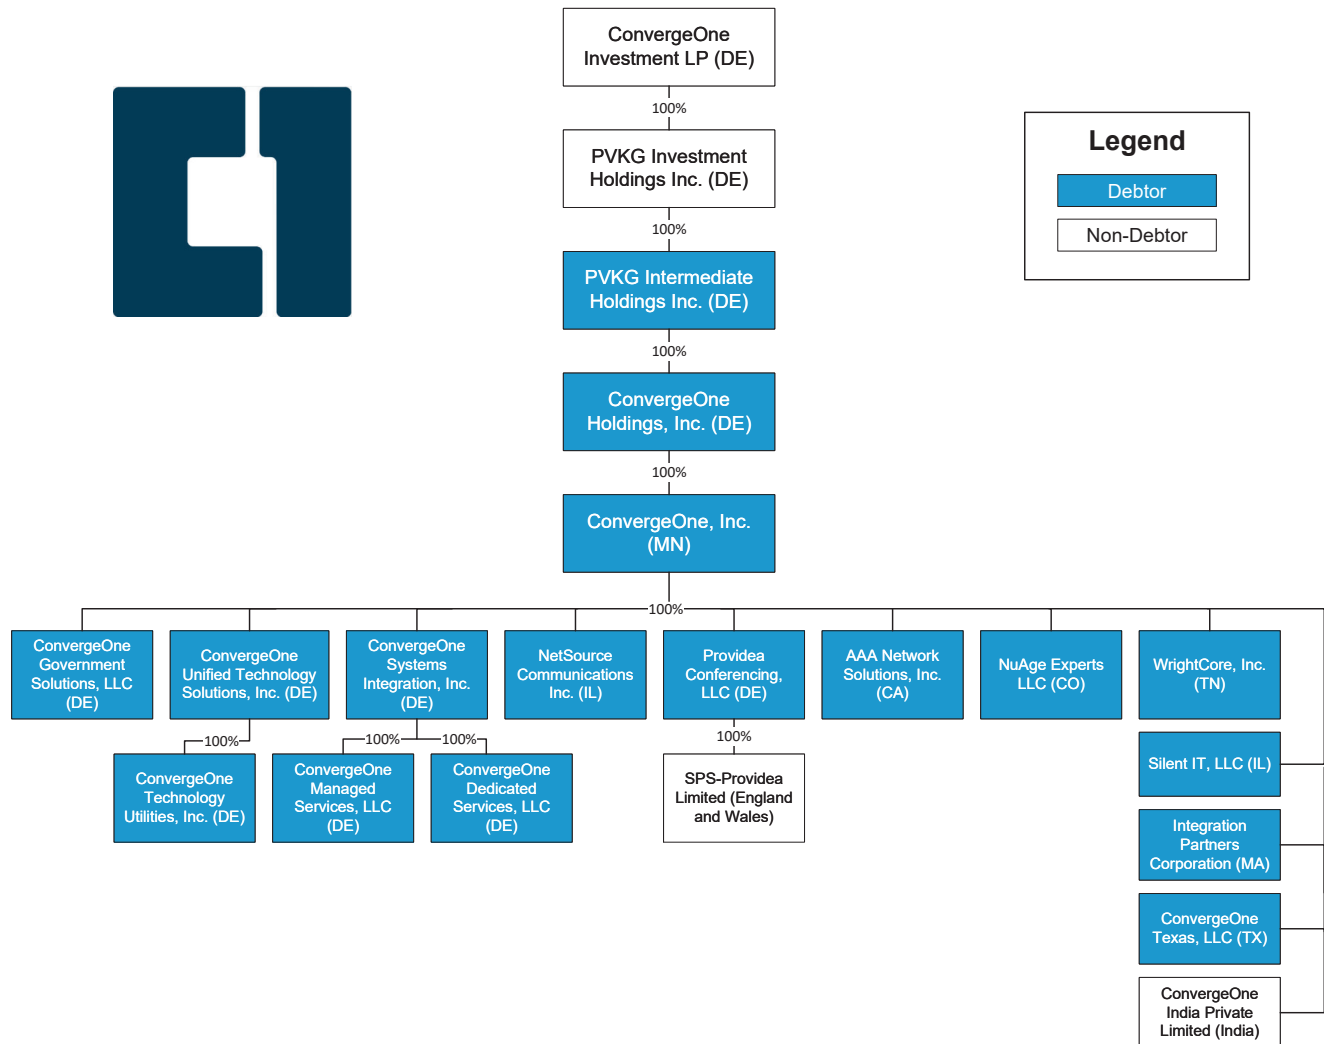 ConvergeOne
Investment LP (DE)
100%
PVKG Investment
Holdings Inc. (DE)
100%
Legend
Debtor
Non-Debtor
PVKG Intermediate
Holdings Inc. (DE)
100%
ConvergeOne
Holdings, Inc. (DE)
100%
ConvergeOne, Inc.
(MN)
100%
ConvergeOne
Government
Solutions, LLC
(DE)
ConvergeOne
Unified Technology
Solutions, Inc. (DE)
ConvergeOne
Systems
Integration, Inc.
(DE)
NetSource
Communications
Inc. (IL)
Providea
Conferencing,
LLC (DE)
AAA Network
Solutions, Inc.
(CA)
NuAge Experts
LLC (CO)
WrightCore, Inc.
(TN)
100%
100%
100%
100%
ConvergeOne
Technology
Utilities, Inc. (DE)
ConvergeOne
Managed
Services, LLC
(DE)
ConvergeOne
Dedicated
Services, LLC
(DE)
SPS-Providea
Limited (England
and Wales)
Silent IT, LLC (IL)
Integration
Partners
Corporation (MA)
ConvergeOne
Texas, LLC (TX)
ConvergeOne
India Private
Limited (India)